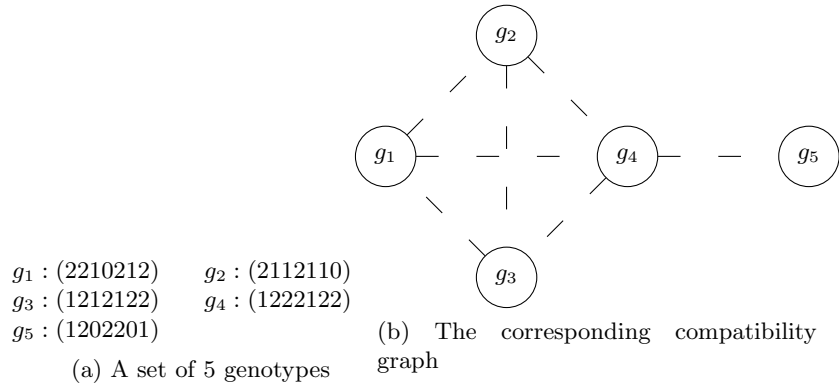 g₂
g₁
g₄
g₅
g₃
g₁ : (2210212) g₂ : (2112110)
g₃ : (1212122) g₄ : (1222122)
g₅ : (1202201)
(a) A set of 5 genotypes
(b) The corresponding compatibility
graph